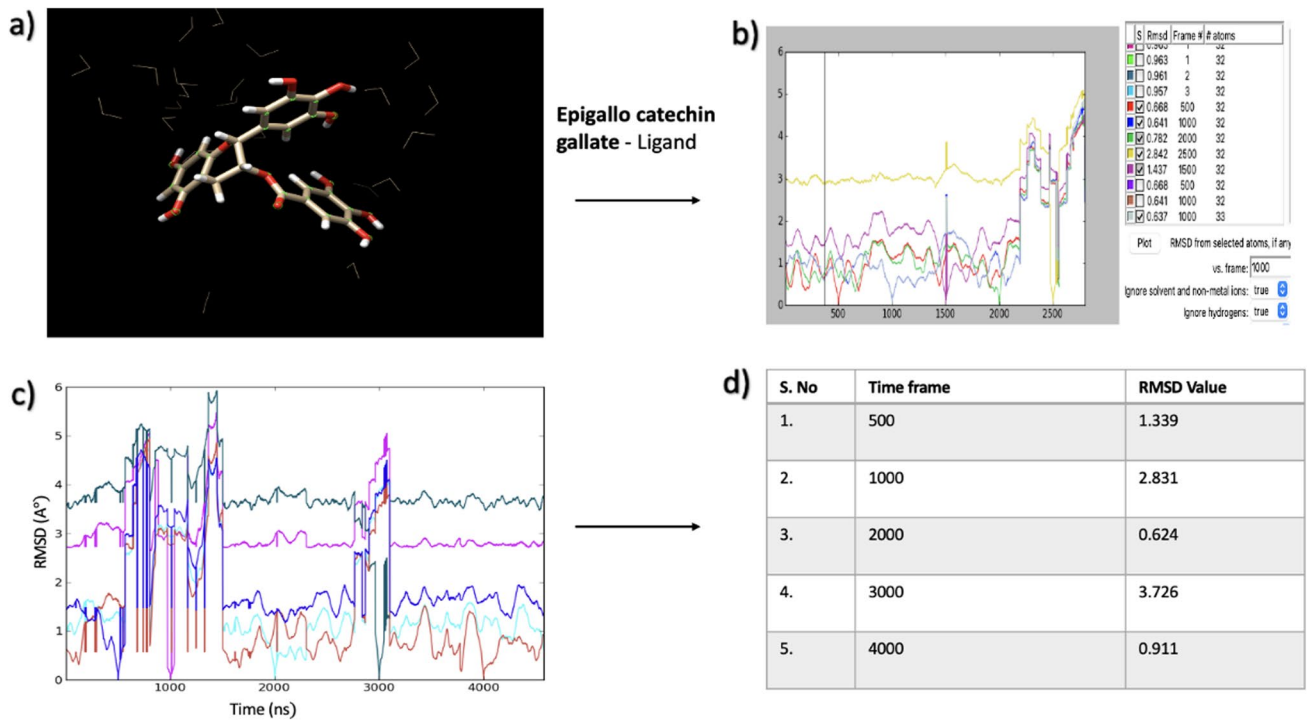 a)
Epigallo catechin
gallate - Ligand
b)
6
5
4
3
2
1
0
500
1000
1500
2000
2500
S Rmsd Frame # # atoms
0.963 1 32
0.963 1 32
0.961 2 32
0.957 3 32
0.668 500 32
0.641 1000 32
0.782 2000 32
2.842 2500 32
1.437 1500 32
0.668 500 32
0.641 1000 32
0.637 1000 33
Plot RMSD from selected atoms, if any
vs. frame: 1000
Ignore solvent and non-metal ions: true
Ignore hydrogens: true
c)
RMSD (A°)
6
5
4
3
2
1
0
1000
2000
3000
4000
Time (ns)
d)
S. No Time frame RMSD Value
1. 500 1.339
2. 1000 2.831
3. 2000 0.624
4. 3000 3.726
5. 4000 0.911